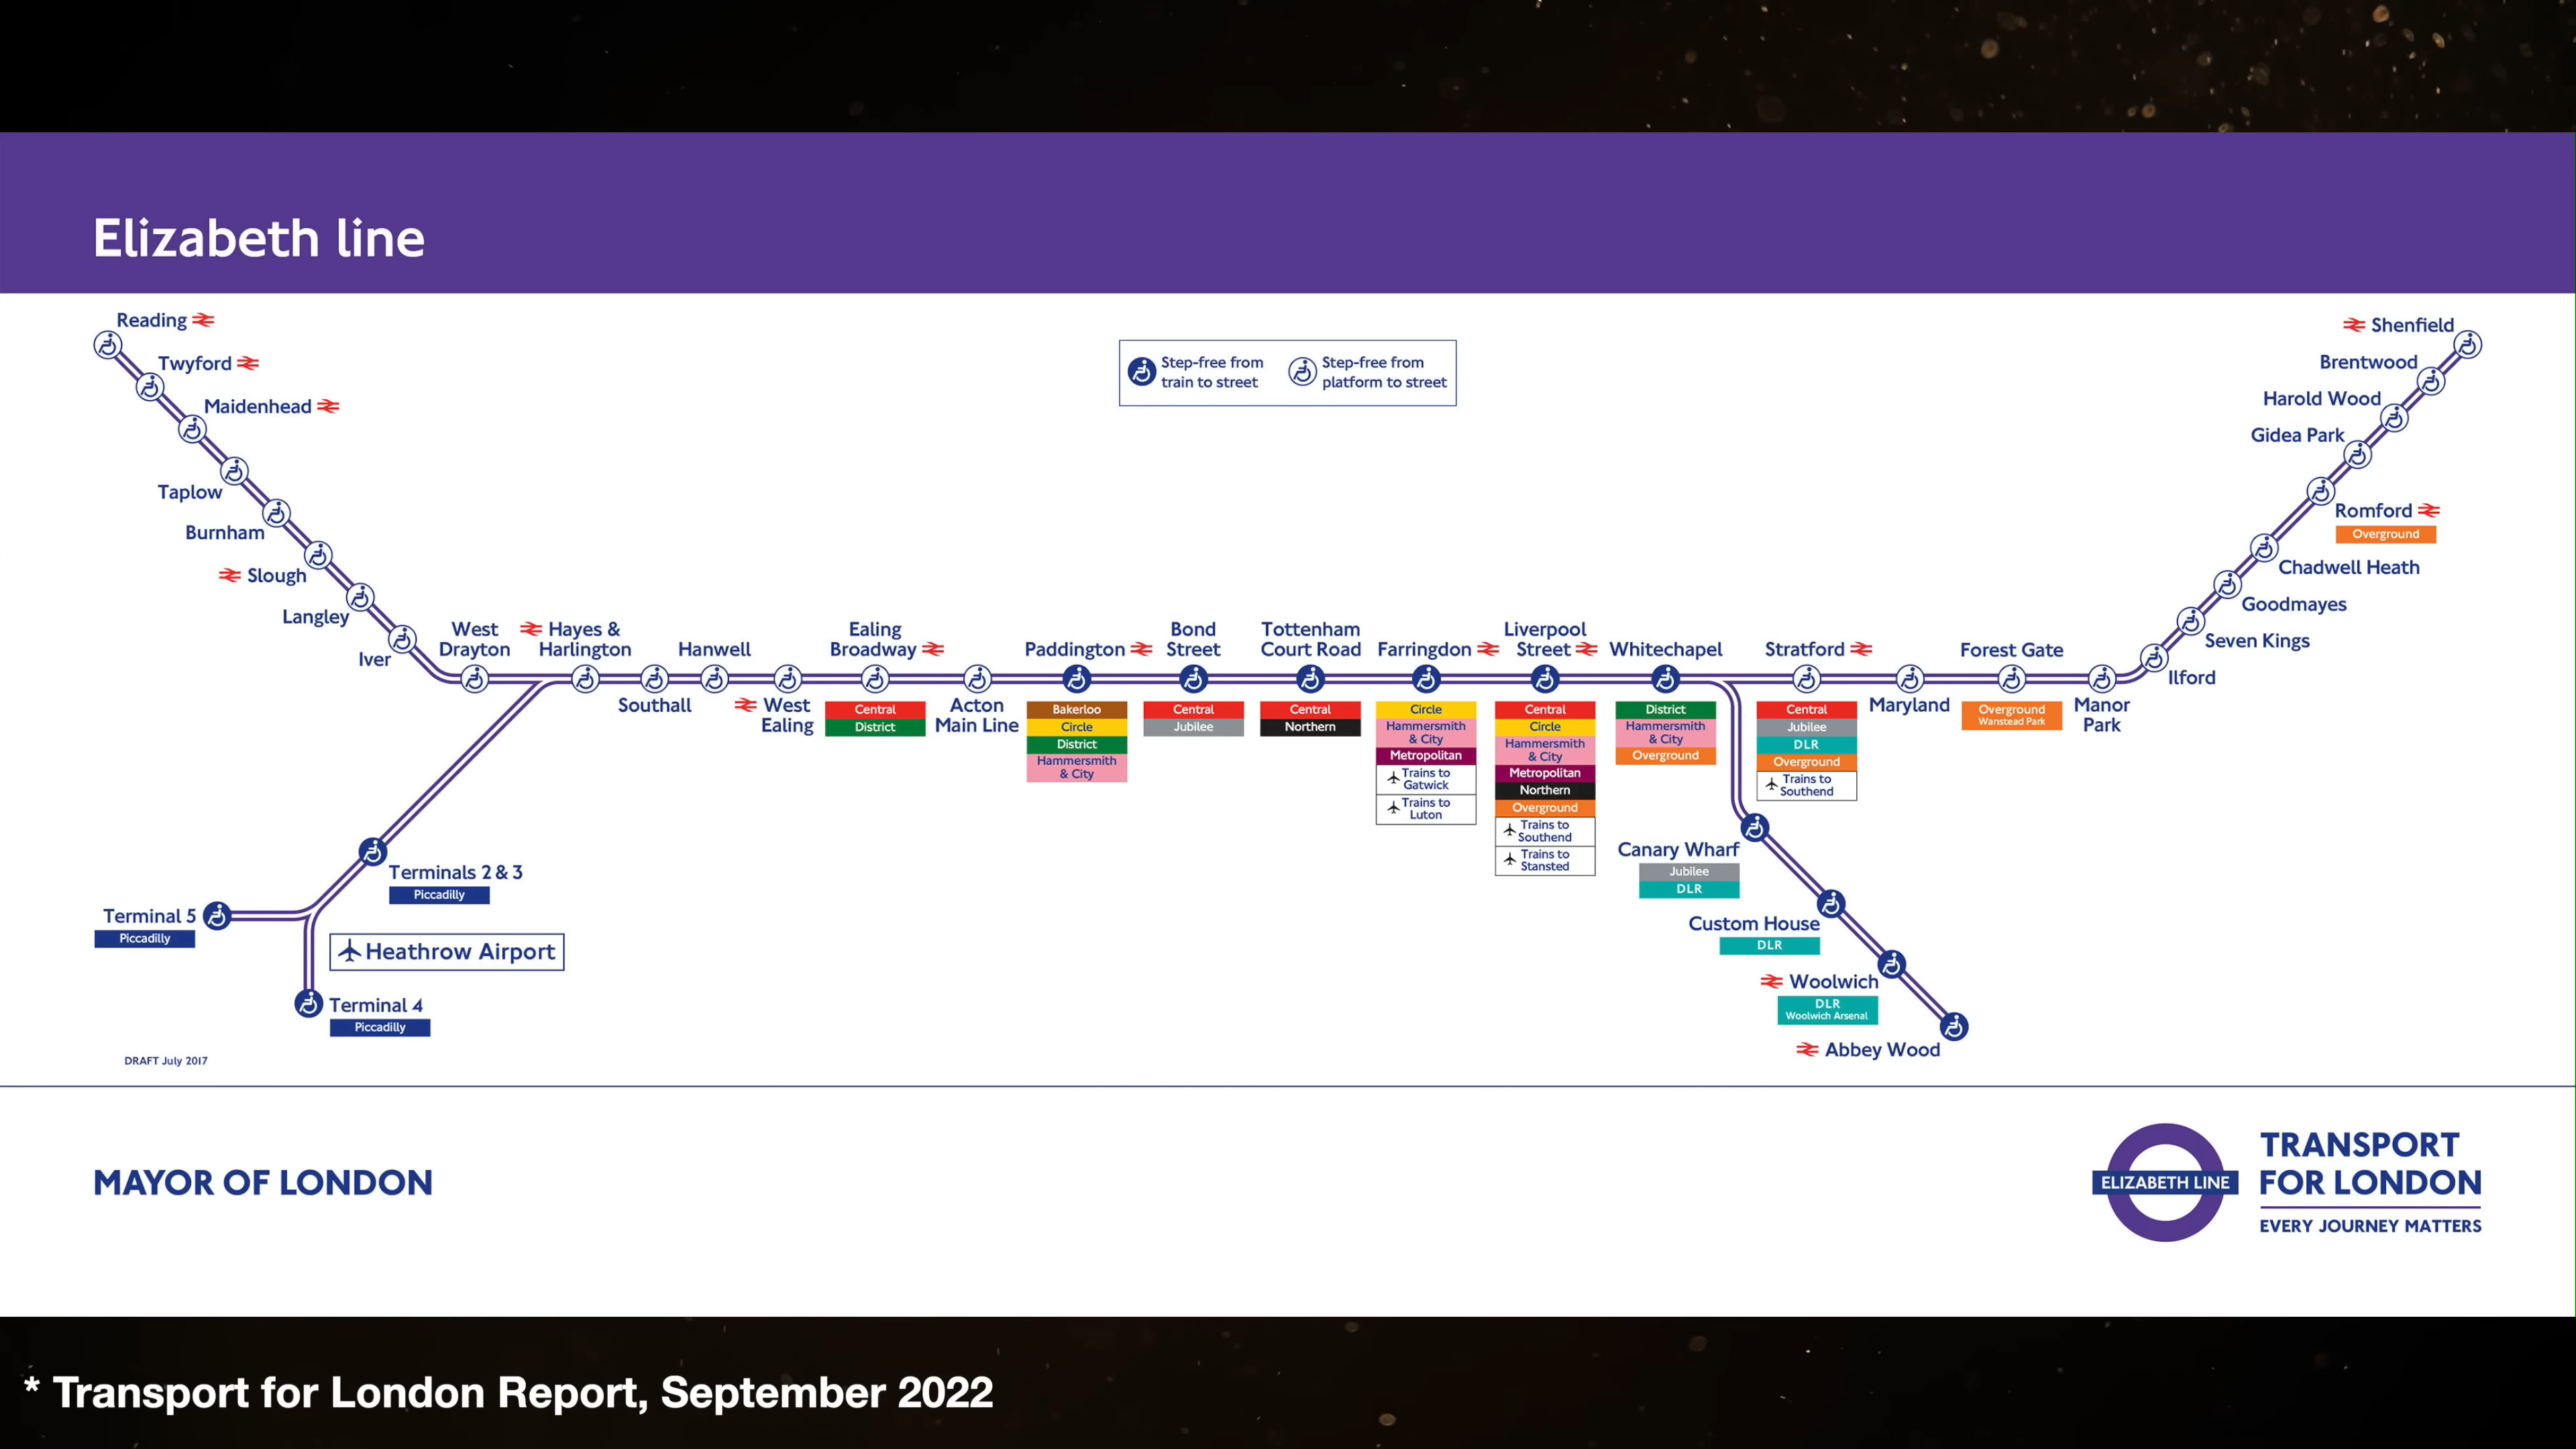 Elizabeth line
Reading
Twyford
Maidenhead
Taplow
Burnham
Slough
Langley
Iver
West
Drayton
Hayes &
Harlington
Southall
Hanwell
West
Ealing
Ealing
Broadway
Central
District
Acton
Main Line
Paddington
Bakerloo
Circle
District
Hammersmith
& City
Bond
Street
Central
Jubilee
Tottenham
Court Road
Central
Northern
Farringdon
Circle
Hammersmith
& City
Metropolitan
Trains to
Gatwick
Trains to
Luton
Liverpool
Street
Central
Circle
Hammersmith
& City
Metropolitan
Northern
Overground
Trains to
Southend
Trains to
Stansted
Whitechapel
District
Hammersmith
& City
Overground
Stratford
Central
Jubilee
DLR
Overground
Trains to
Southend
Maryland
Forest Gate
Overground
Wanstead Park
Manor
Park
Ilford
Seven Kings
Goodmayes
Chadwell Heath
Romford
Overground
Gidea Park
Harold Wood
Brentwood
Shenfield
Step-free from
train to street
Step-free from
platform to street
Canary Wharf
Jubilee
DLR
Custom House
DLR
Woolwich
DLR
Woolwich Arsenal
Abbey Wood
Terminals 2 & 3
Piccadilly
Terminal 5
Piccadilly
Heathrow Airport
Terminal 4
Piccadilly
DRAFT July 2017
MAYOR OF LONDON
ELIZABETH LINE
TRANSPORT
FOR LONDON
EVERY JOURNEY MATTERS
* Transport for London Report, September 2022